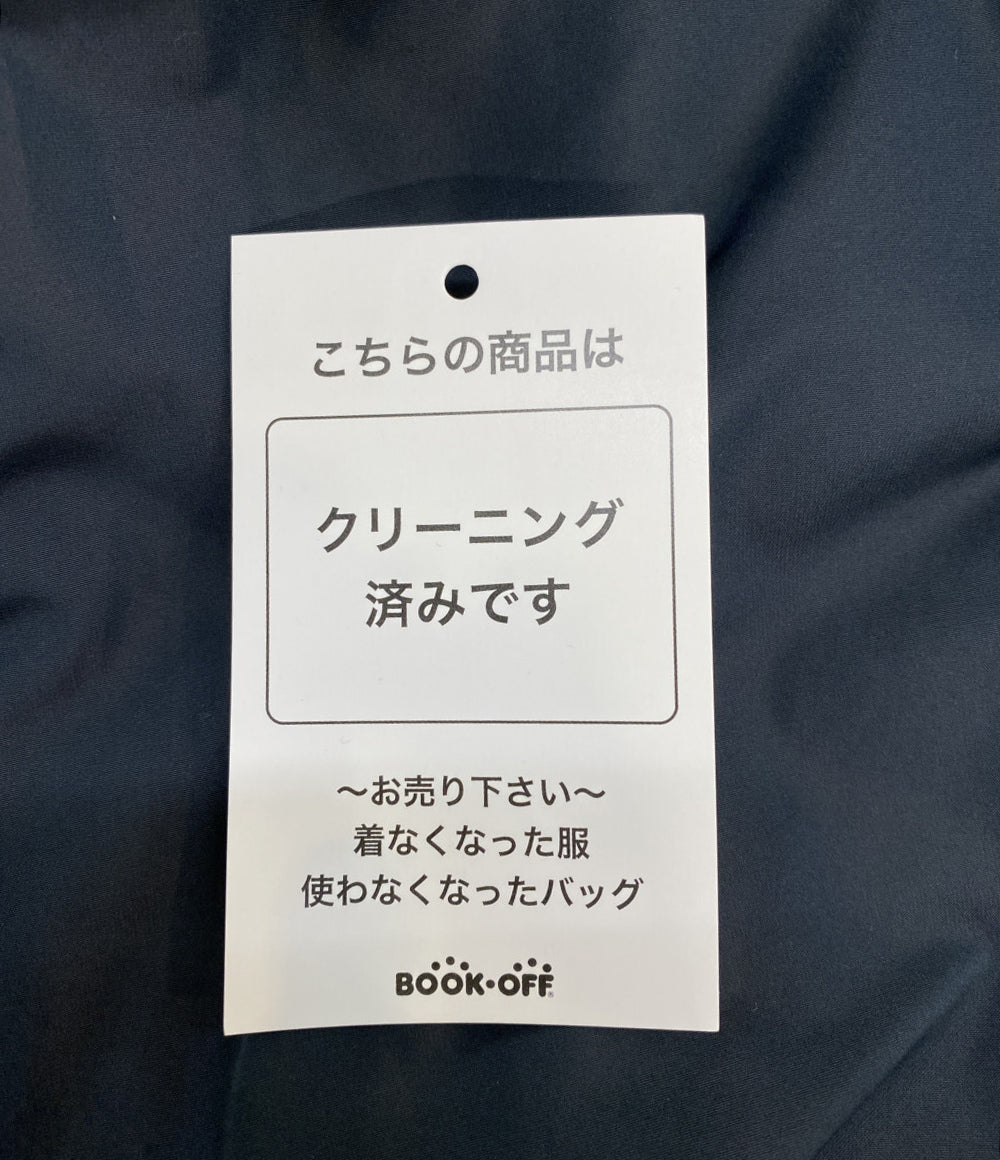 こちらの商品は
クリーニング
済みです
～お売り下さい～
着なくなった服
使わなくなったバッグ
BOOK・OFF